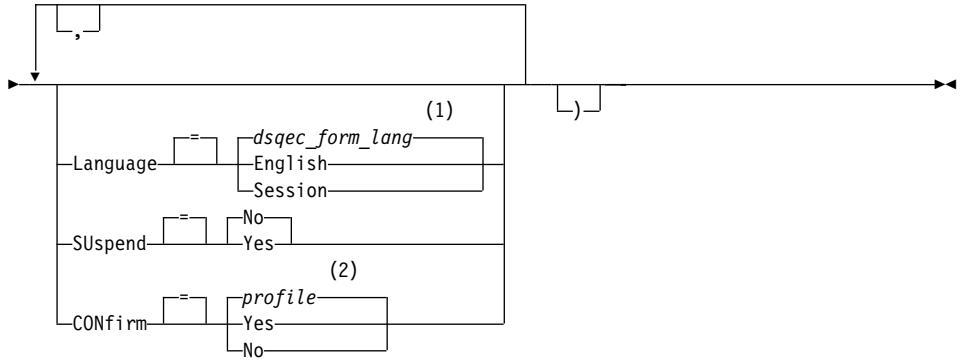 ,
)
(1)
= dsqec_form_lang
Language English
Session
= No
SUspend Yes
(2)
= profile
CONfirm Yes
No